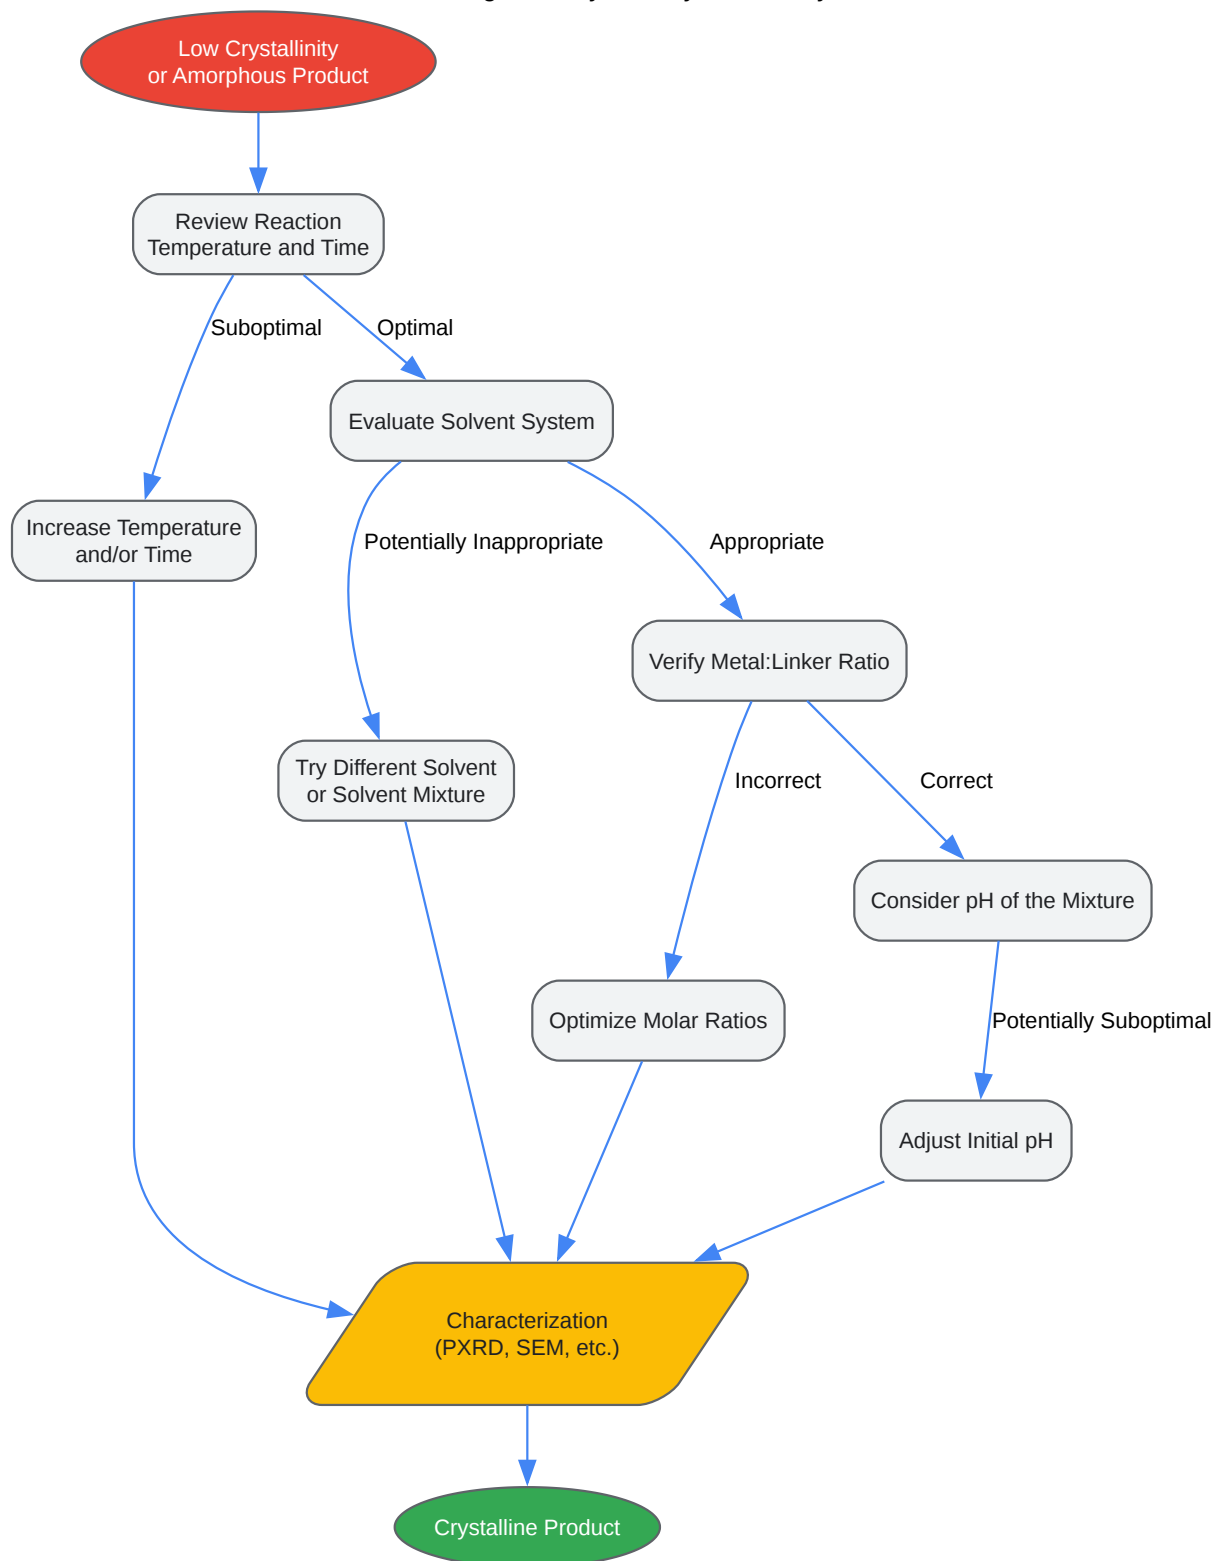 Low Crystallinity
or Amorphous Product
Review Reaction
Temperature and Time
Suboptimal
Optimal
Evaluate Solvent System
Increase Temperature
and/or Time
Potentially Inappropriate
Appropriate
Verify Metal:Linker Ratio
Try Different Solvent
or Solvent Mixture
Incorrect
Correct
Consider pH of the Mixture
Optimize Molar Ratios
Potentially Suboptimal
Adjust Initial pH
Characterization
(PXRD, SEM, etc.)
Crystalline Product